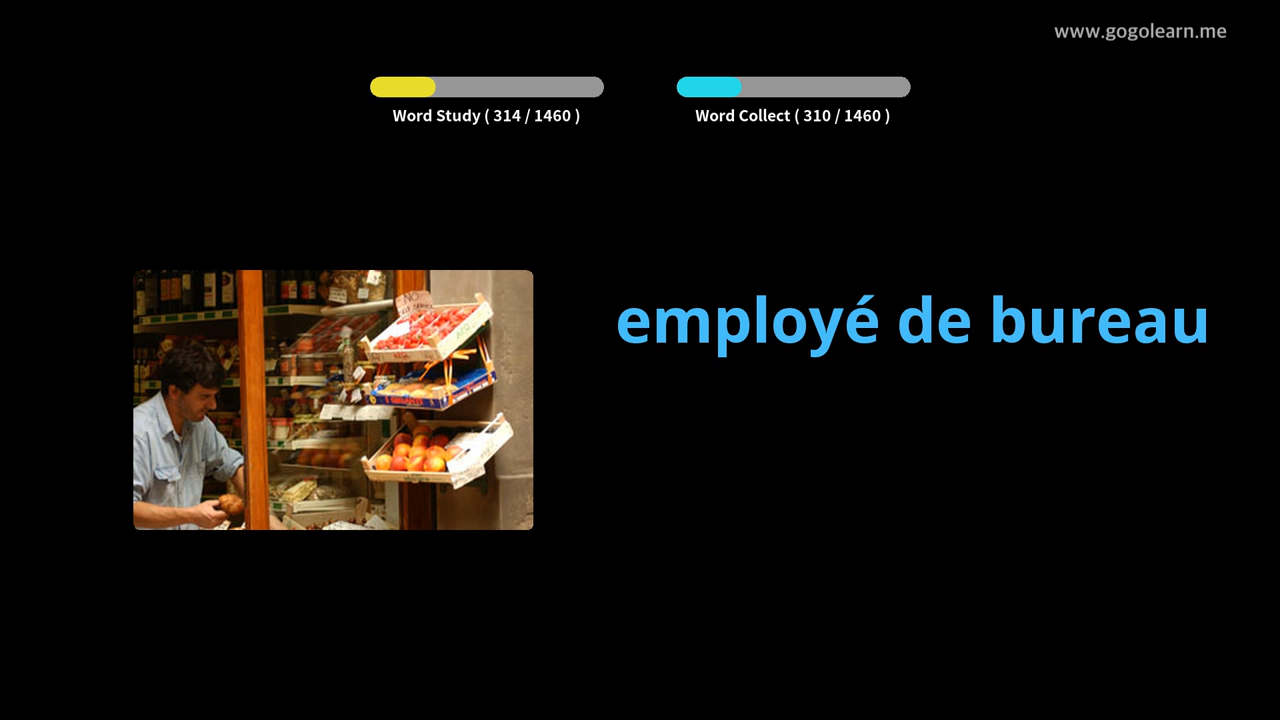 www.gogolearn.me
Word Study ( 314 / 1460 )
Word Collect ( 310 / 1460 )
employé de bureau
NO